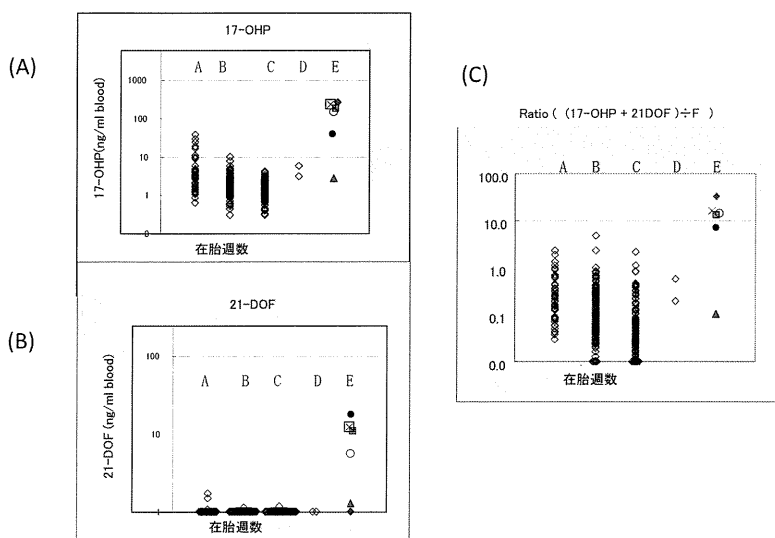 (A)
17-OHP
A B C D E
1000
100
10
1
0
17-OHP(ng/ml blood)
在胎週数
(B)
21-DOF
100
10
1
A B C D E
21-DOF (ng/ml blood)
在胎週数
(C)
Ratio ( (17-OHP + 21DOF )÷F )
A B C D E
100.0
10.0
1.0
0.1
0.0
在胎週数